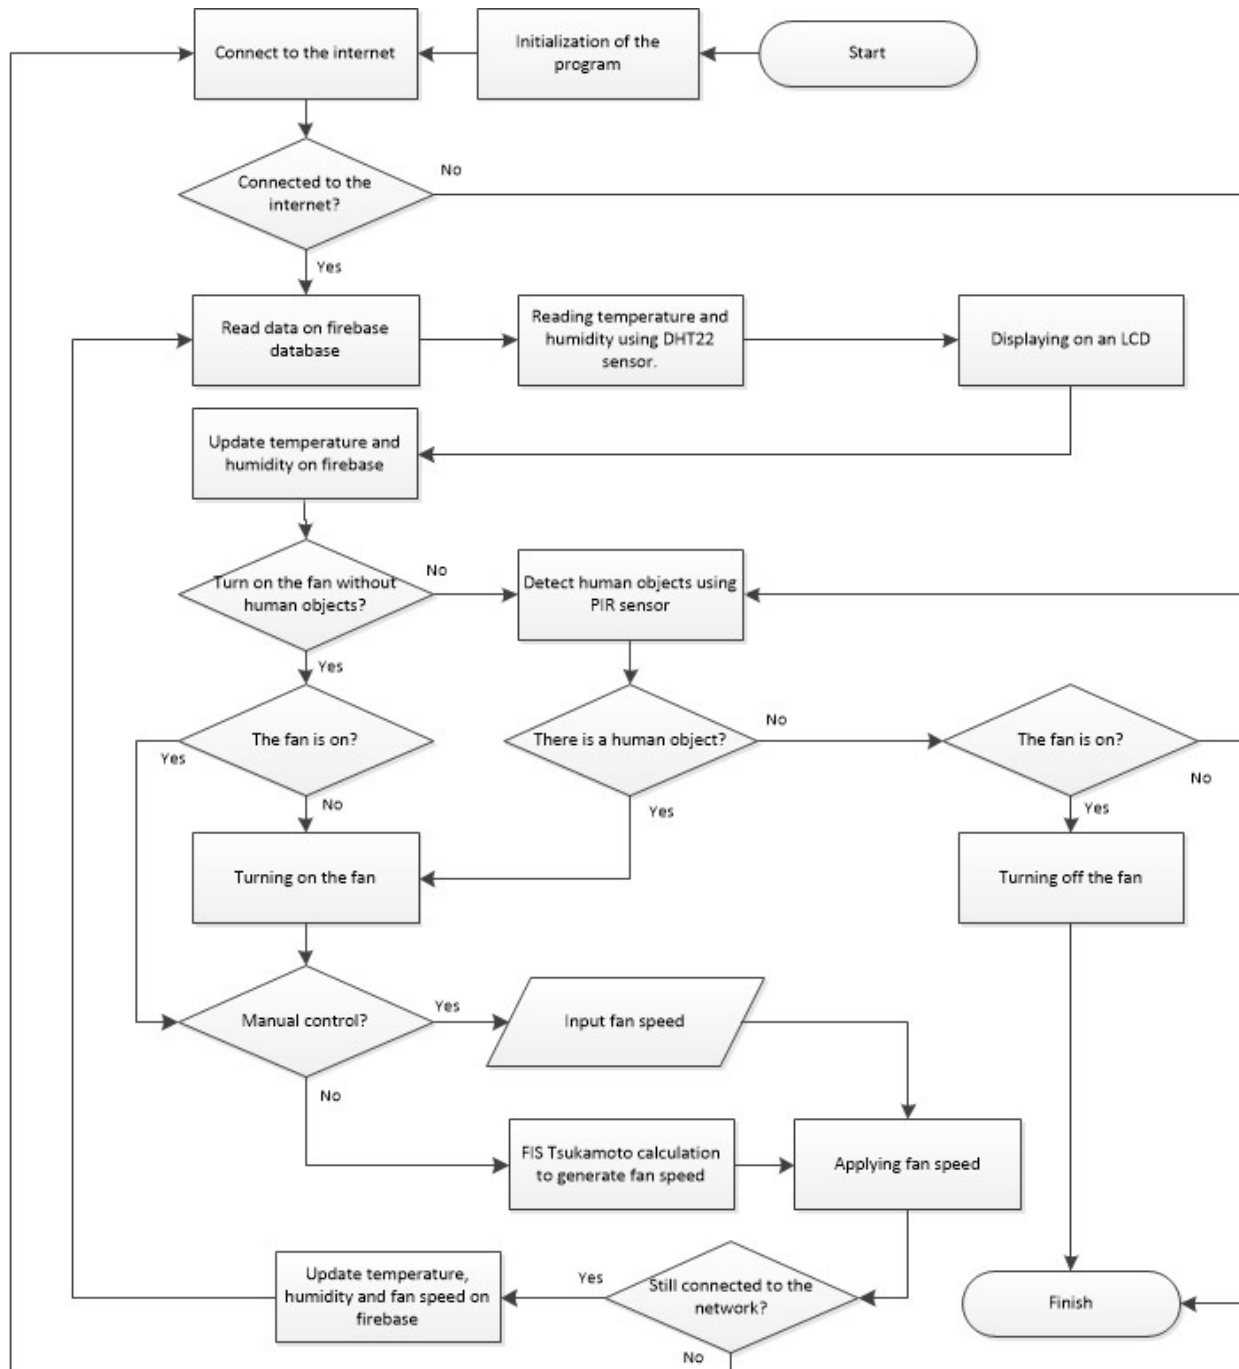 Connect to the internet
Initialization of the
program
Start
No
Connected to the
internet?
Yes
Read data on firebase
database
Reading temperature and
humidity using DHT22
sensor.
Displaying on an LCD
Update temperature and
humidity on firebase
Turn on the fan without
human objects?
No
Detect human objects using
PIR sensor
Yes
The fan is on?
Yes
There is a human object?
No
The fan is on?
No
No
Yes
Yes
Turning on the fan
Turning off the fan
Manual control?
Yes
Input fan speed
No
FIS Tsukamoto calculation
to generate fan speed
Applying fan speed
Update temperature,
humidity and fan speed on
firebase
Yes
Still connected to the
network?
Finish
No